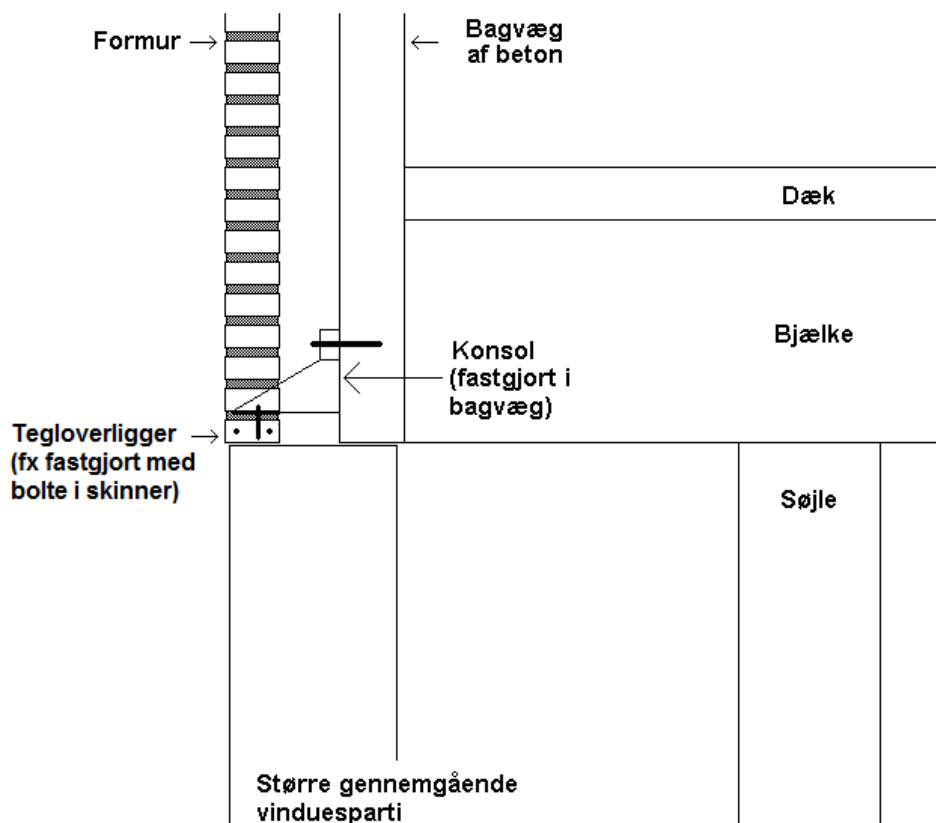 Formur
Bagvæg
af beton
Dæk
Bjælke
Konsol
(fastgjort i
bagvæg)
Tegloverligger
(fx fastgjort med
bolte i skinner)
Søjle
Større gennemgående
vinduesparti